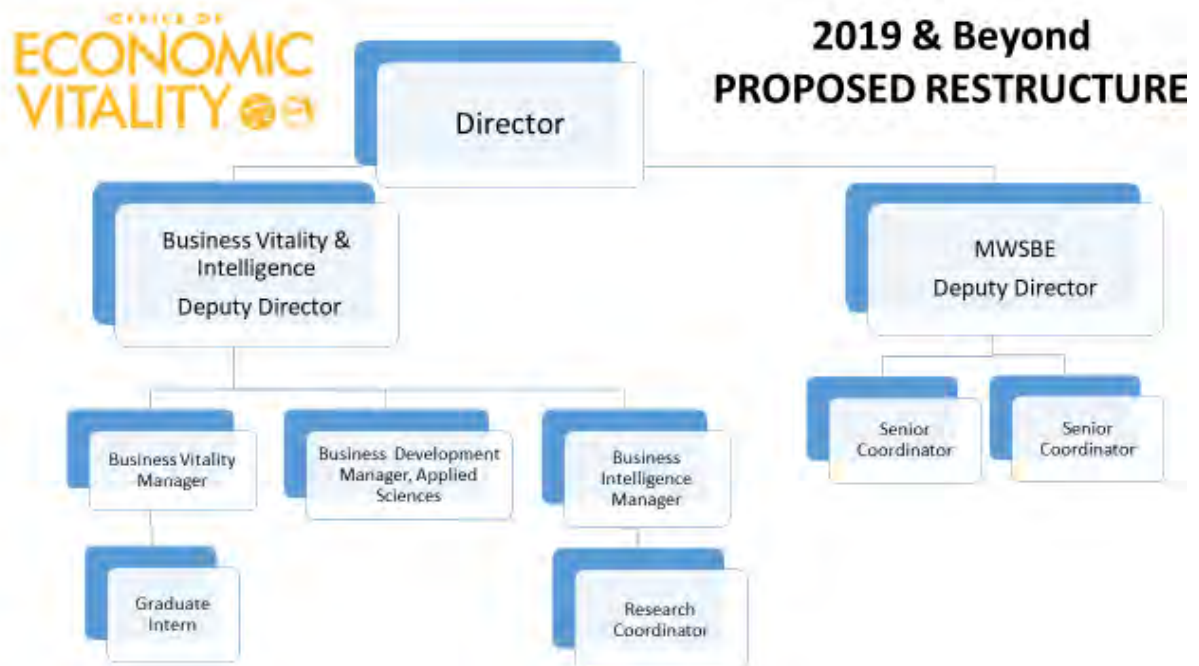 OFFICE OF
ECONOMIC
VITALITY
2019 & Beyond
PROPOSED RESTRUCTURE
Director
Business Vitality &
Intelligence
Deputy Director
MWSBE
Deputy Director
Business Vitality
Manager
Business Development
Manager, Applied
Sciences
Business
Intelligence
Manager
Senior
Coordinator
Senior
Coordinator
Graduate
Intern
Research
Coordinator